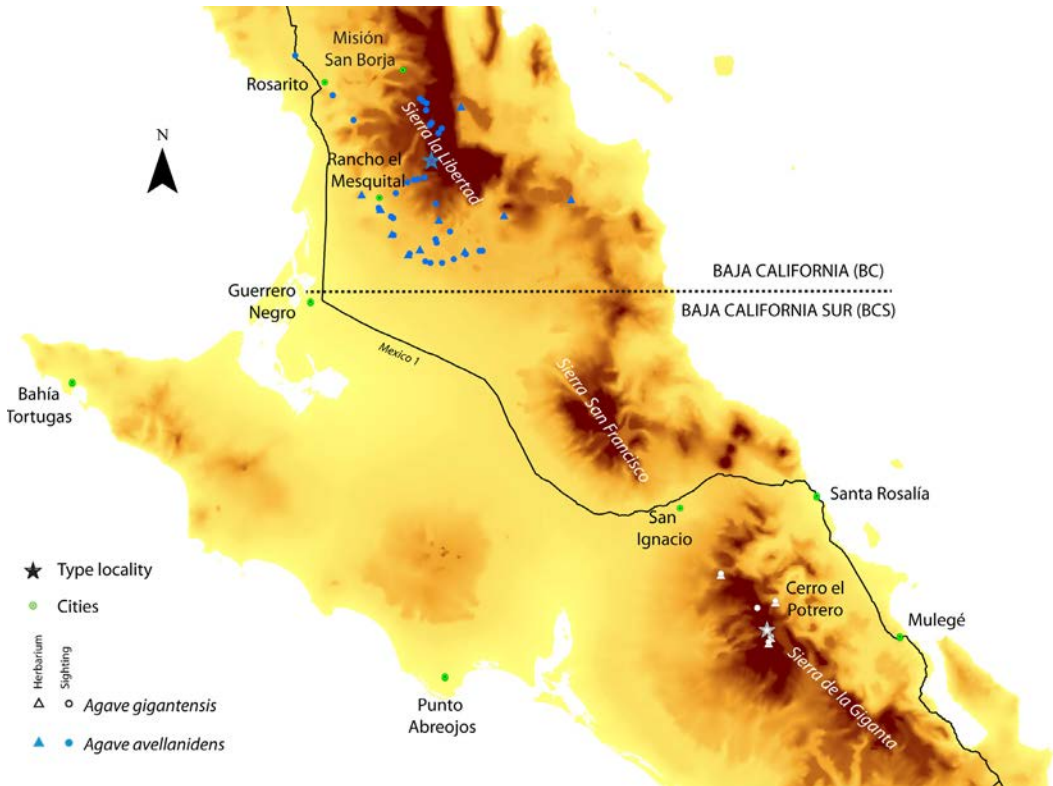 Misión
San Borja
Rosarito
Sierra la Libertad
N
Rancho el
Mesquital
BAJA CALIFORNIA (BC)
Guerrero
Negro
BAJA CALIFORNIA SUR (BCS)
Mexico 1
Sierra San Francisco
Bahía
Tortugas
Santa Rosalía
San
Ignacio
Type locality
Cerro el
Potrero
Cities
Mulegé
Sierra de la Giganta
Herbarium
Sighting
Agave gigantensis
Punto
Abreojos
Agave avellanidens